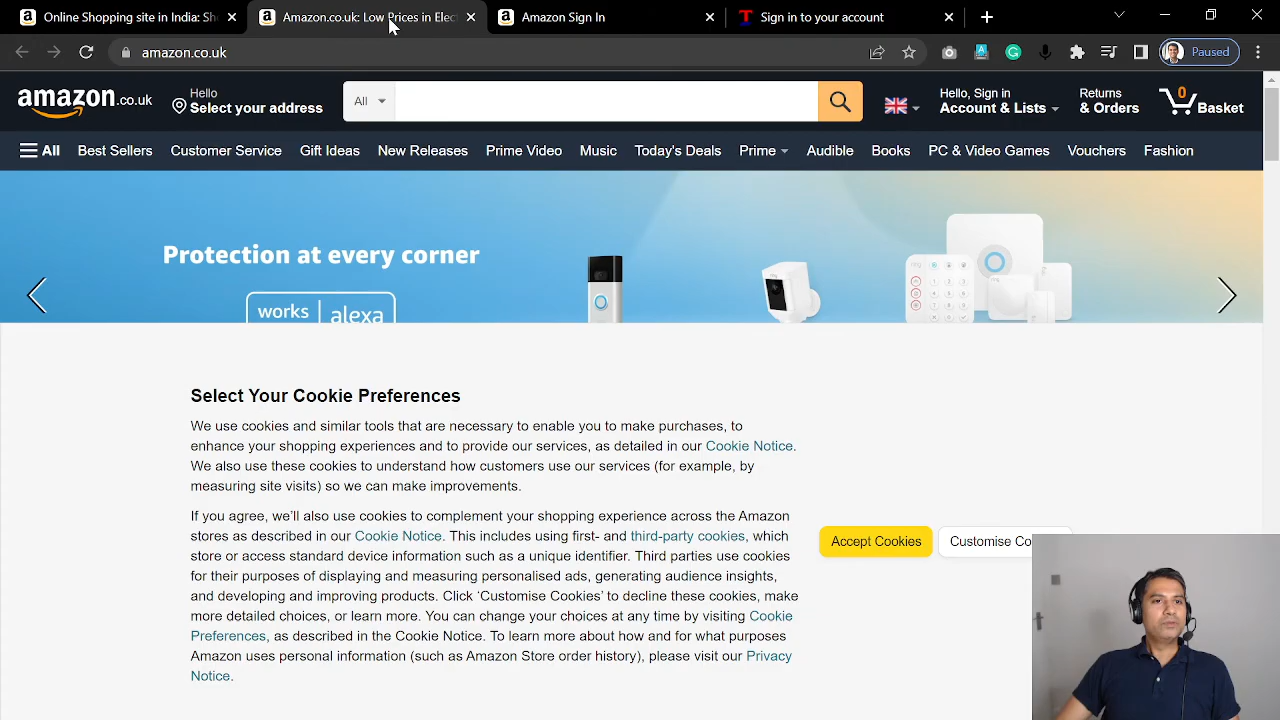 Online Shopping site in India: Sh
Amazon.co.uk: Low Prices in Elec
Amazon Sign In
Sign in to your account
amazon.co.uk
Paused
amazon.co.uk
Hello
Select your address
All
Hello, Sign in
Account & Lists
Returns
& Orders
0
Basket
All
Best Sellers
Customer Service
Gift Ideas
New Releases
Prime Video
Music
Today's Deals
Prime
Audible
Books
PC & Video Games
Vouchers
Fashion
Protection at every corner
works | alexa
Select Your Cookie Preferences
We use cookies and similar tools that are necessary to enable you to make purchases, to
enhance your shopping experiences and to provide our services, as detailed in our Cookie Notice.
We also use these cookies to understand how customers use our services (for example, by
measuring site visits) so we can make improvements.
If you agree, we’ll also use cookies to complement your shopping experience across the Amazon
stores as described in our Cookie Notice. This includes using first- and third-party cookies, which
store or access standard device information such as a unique identifier. Third parties use cookies
for their purposes of displaying and measuring personalised ads, generating audience insights,
and developing and improving products. Click ‘Customise Cookies’ to decline these cookies, make
more detailed choices, or learn more. You can change your choices at any time by visiting Cookie
Preferences, as described in the Cookie Notice. To learn more about how and for what purposes
Amazon uses personal information (such as Amazon Store order history), please visit our Privacy
Notice.
Accept Cookies
Customise Co